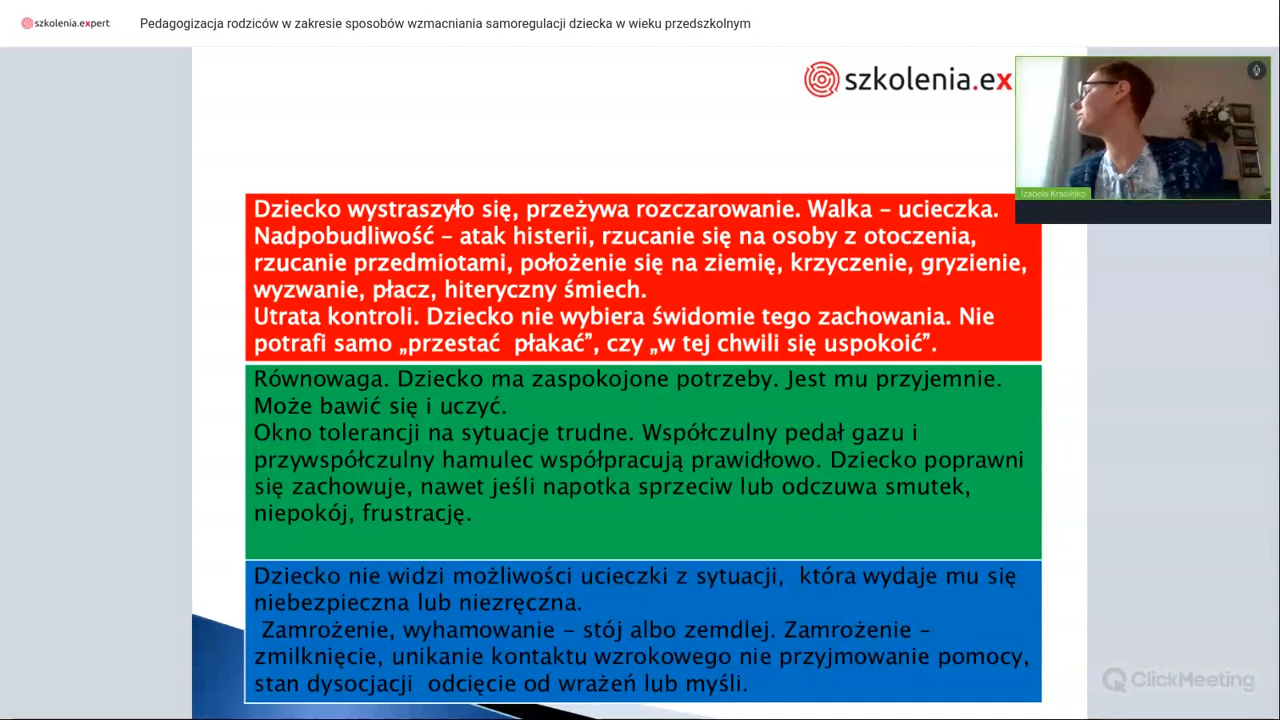 szkolenia.expert
Pedagogizacja rodziców w zakresie sposobów wzmacniania samoregulacji dziecka w wieku przedszkolnym
szkolenia.ex
Izabela Krasiejko
Dziecko wystraszyło się, przeżywa rozczarowanie. Walka – ucieczka.
Nadpobudliwość – atak histerii, rzucanie się na osoby z otoczenia,
rzucanie przedmiotami, położenie się na ziemię, krzyczenie, gryzienie,
wyzwanie, płacz, hiteryczny śmiech.
Utrata kontroli. Dziecko nie wybiera świdomie tego zachowania. Nie
potrafi samo „przestać płakać”, czy „w tej chwili się uspokoić”.
Równowaga. Dziecko ma zaspokojone potrzeby. Jest mu przyjemnie.
Może bawić się i uczyć.
Okno tolerancji na sytuacje trudne. Współczulny pedał gazu i
przywspółczulny hamulec współpracują prawidłowo. Dziecko poprawni
się zachowuje, nawet jeśli napotka sprzeciw lub odczuwa smutek,
niepokój, frustrację.
Dziecko nie widzi możliwości ucieczki z sytuacji, która wydaje mu się
niebezpieczna lub niezręczna.
Zamrożenie, wyhamowanie – stój albo zemdlej. Zamrożenie –
zmilknięcie, unikanie kontaktu wzrokowego nie przyjmowanie pomocy,
stan dysocjacji odcięcie od wrażeń lub myśli.
ClickMeeting